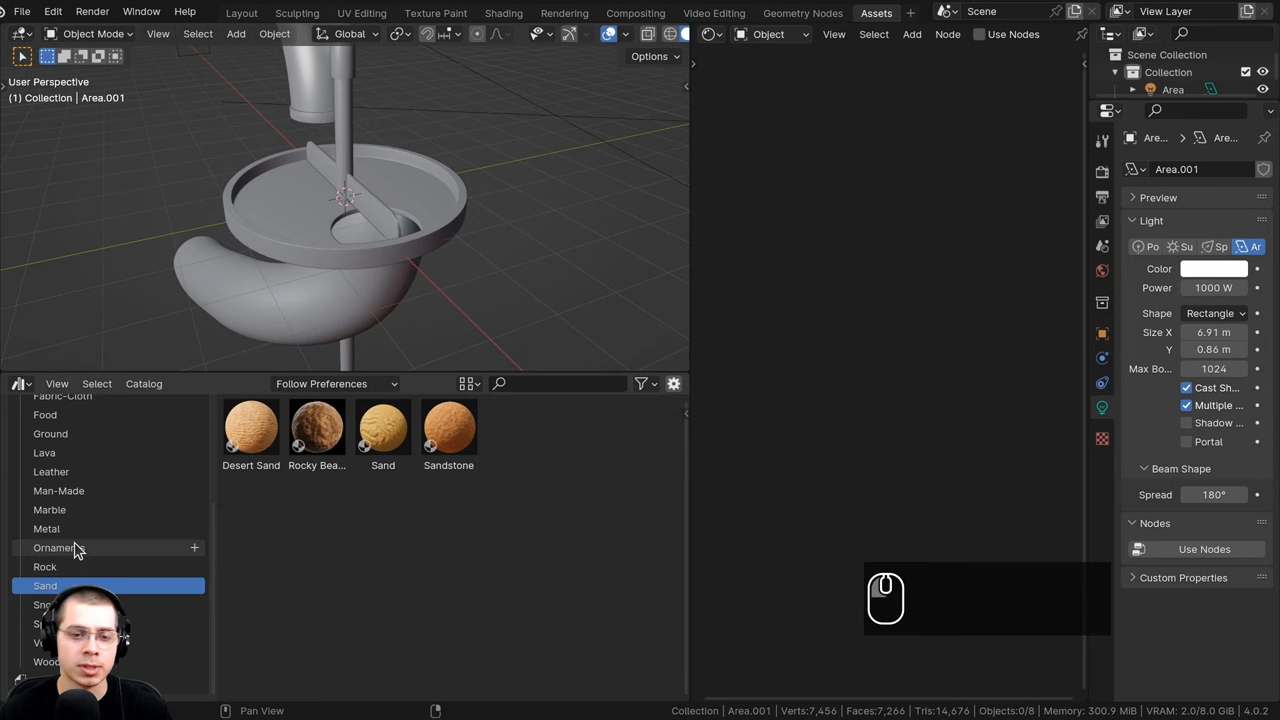 File Edit Render Window Help Layout Sculpting UV Editing Texture Paint Shading Rendering Compositing Video Editing Geometry Nodes Assets Scene View Layer
Object Mode View Select Add Object Global Object View Select Add Node Use Nodes
Options
Scene Collection
Collection
Area
User Perspective
(1) Collection | Area.001
Are... > Are...
Area.001
Preview
Light
Po Su Sp Ar
Color
Power 1000 W
Shape Rectangle
Size X 6.91 m
Y 0.86 m
Max Bo... 1024
Cast Sh...
Multiple ...
Shadow ...
Portal
Beam Shape
Spread 180°
Nodes
Use Nodes
Custom Properties
View Select Catalog Follow Preferences
Fabric-Cloth
Food
Ground
Lava
Leather
Man-Made
Marble
Metal
Rock
Sand
Desert Sand Rocky Bea... Sand Sandstone
Pan View
Collection | Area.001 | Verts:7,456 | Faces:7,266 | Tris:14,676 | Objects:0/8 | Memory: 300.9 MiB | VRAM: 2.0/8.0 GiB | 4.0.2